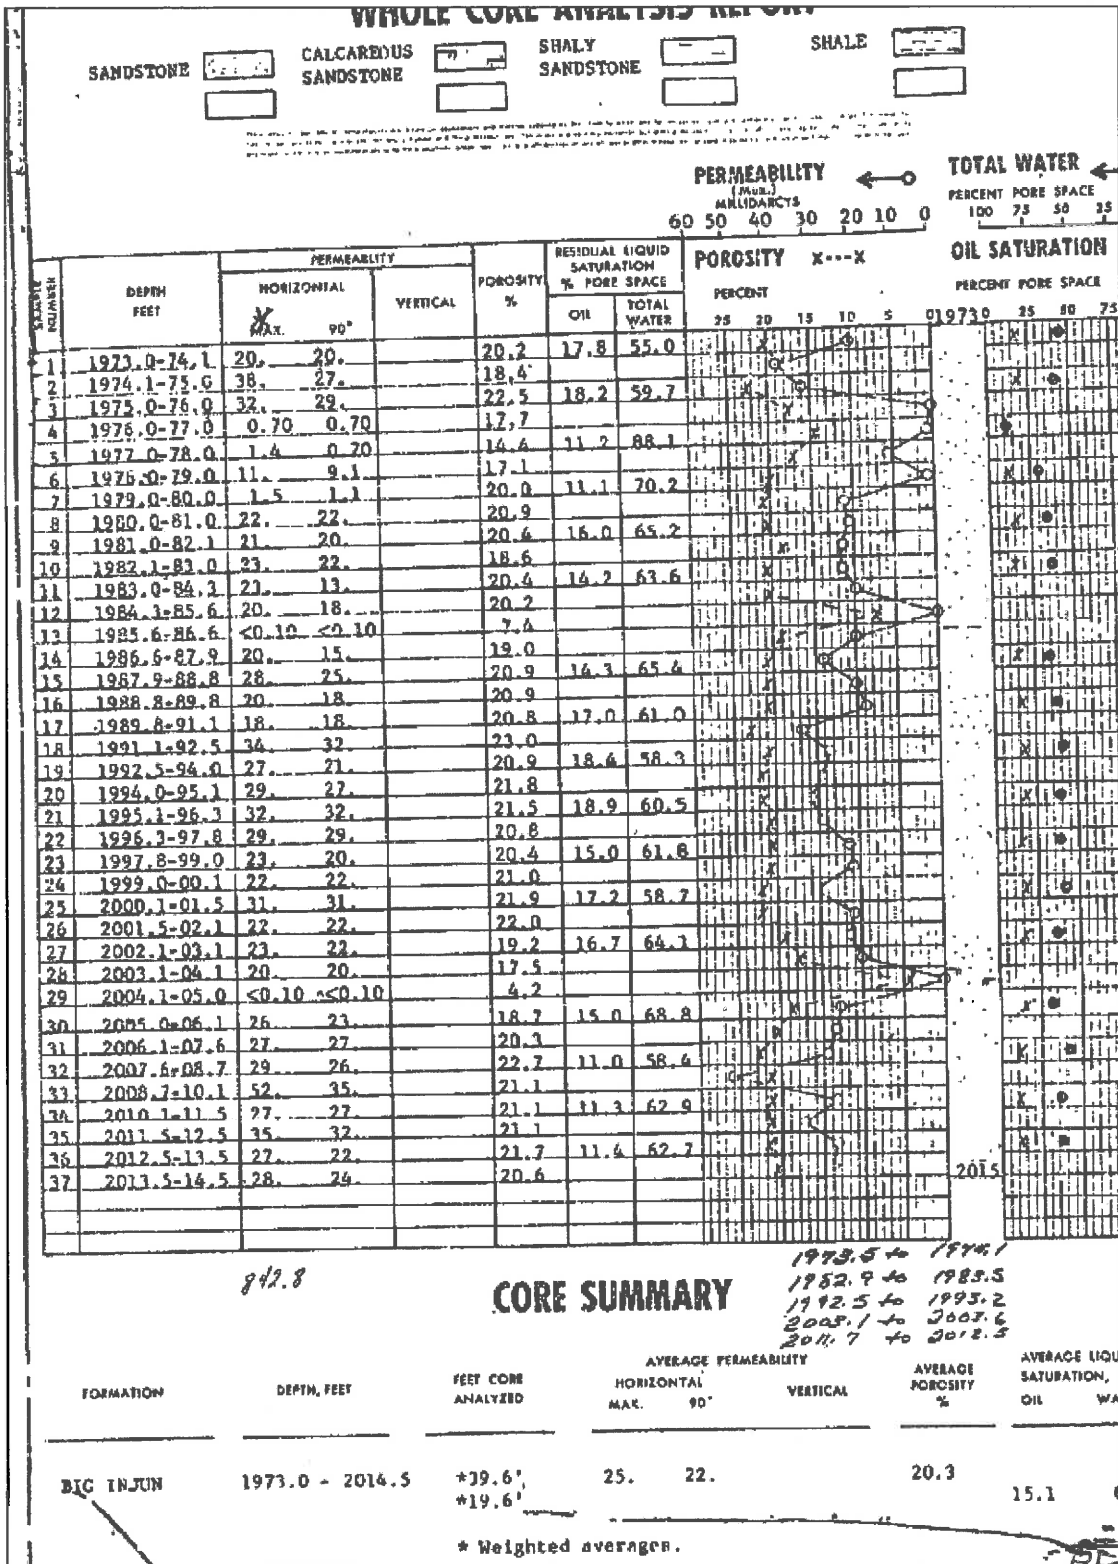 WHOLE CORE ANALYSIS REPORT
SANDSTONE CALCAREOUS SANDSTONE SHALY SANDSTONE SHALE
PERMEABILITY TOTAL WATER
(Max.)
MILLIDARCYS PERCENT PORE SPACE
60 50 40 30 20 10 0 100 75 50 25
SAMPLE NUMBER DEPTH FEET PERMEABILITY HORIZONTAL MAX. 90° VERTICAL POROSITY % RESIDUAL LIQUID SATURATION % PORE SPACE OIL TOTAL WATER
POROSITY X---X OIL SATURATION
PERCENT PERCENT PORE SPACE
25 20 15 10 5 0 1973 0 25 50 75
1 1973.0-74.1 20. 20. 20.2 17.8 55.0
2 1974.1-75.0 38. 27. 18.4
3 1975.0-76.0 32. 29. 22.5 18.2 59.7
4 1976.0-77.0 0.70 0.70 17.7
5 1977.0-78.0 1.4 0.70 14.4 11.2 88.1
6 1978.0-79.0 11. 9.1 17.1
7 1979.0-80.0 1.5 1.1 20.0 11.1 70.2
8 1980.0-81.0 22. 22. 20.9
9 1981.0-82.1 21. 20. 20.4 16.0 65.2
10 1982.1-83.0 23. 22. 18.6
11 1983.0-84.3 23. 13. 20.4 14.2 63.6
12 1984.3-85.6 20. 18. 20.2
13 1985.6-86.6 <0.10 <0.10 7.4
14 1986.6-87.9 20. 15. 19.0
15 1987.9-88.8 28. 25. 20.9 14.3 65.4
16 1988.8-89.8 20. 18. 20.9
17 1989.8-91.1 18. 18. 20.8 17.0 61.0
18 1991.1-92.5 34. 32. 23.0
19 1992.5-94.0 27. 21. 20.9 18.4 58.3
20 1994.0-95.1 29. 27. 21.8
21 1995.1-96.3 32. 32. 21.5 18.9 60.5
22 1996.3-97.8 29. 29. 20.8
23 1997.8-99.0 23. 20. 20.4 15.0 61.8
24 1999.0-00.1 22. 22. 21.0
25 2000.1-01.5 31. 31. 21.9 17.2 58.7
26 2001.5-02.1 22. 22. 22.0
27 2002.1-03.1 23. 22. 19.2 16.7 64.1
28 2003.1-04.1 20. 20. 17.5
29 2004.1-05.0 <0.10 <0.10 4.2
30 2005.0-06.1 26. 23. 18.7 15.0 68.8
31 2006.1-07.6 27. 27. 20.3
32 2007.6-08.7 29. 26. 22.7 11.0 58.4
33 2008.7-10.1 52. 35. 21.1
34 2010.1-11.5 27. 27. 21.1 11.3 62.9
35 2011.5-12.5 35. 32. 21.1
36 2012.5-13.5 27. 22. 21.7 11.4 62.7
37 2013.5-14.5 28. 24. 20.6
2015
842.8
1973.5 to 1974.1
1992.5 to 1993.2
2011.7 to 2012.5
CORE SUMMARY
FORMATION DEPTH, FEET FEET CORE ANALYZED AVERAGE PERMEABILITY HORIZONTAL MAX. 90° VERTICAL AVERAGE POROSITY % AVERAGE SATURATION, OIL
BIG INJUN 1973.0 - 2014.5 *39.6' 25. 22. 20.3
*19.6' 15.1
* Weighted averages.